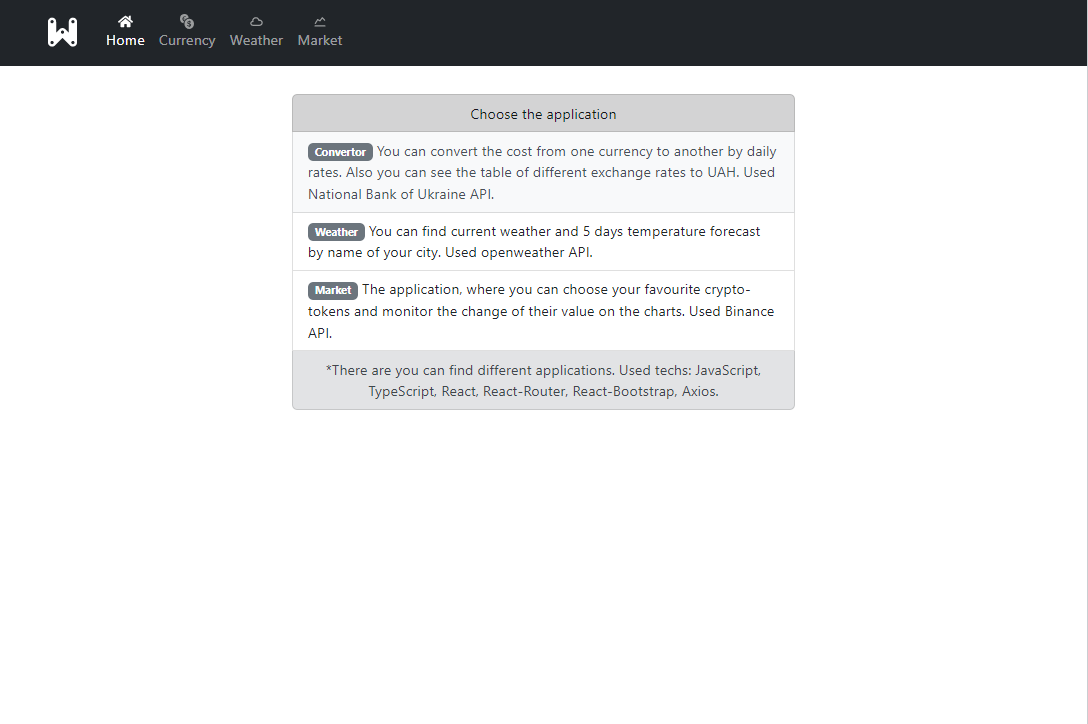 Home Currency Weather Market
Choose the application
Convertor You can convert the cost from one currency to another by daily
rates. Also you can see the table of different exchange rates to UAH. Used
National Bank of Ukraine API.
Weather You can find current weather and 5 days temperature forecast
by name of your city. Used openweather API.
Market The application, where you can choose your favourite crypto-
tokens and monitor the change of their value on the charts. Used Binance
API.
*There are you can find different applications. Used techs: JavaScript,
TypeScript, React, React-Router, React-Bootstrap, Axios.